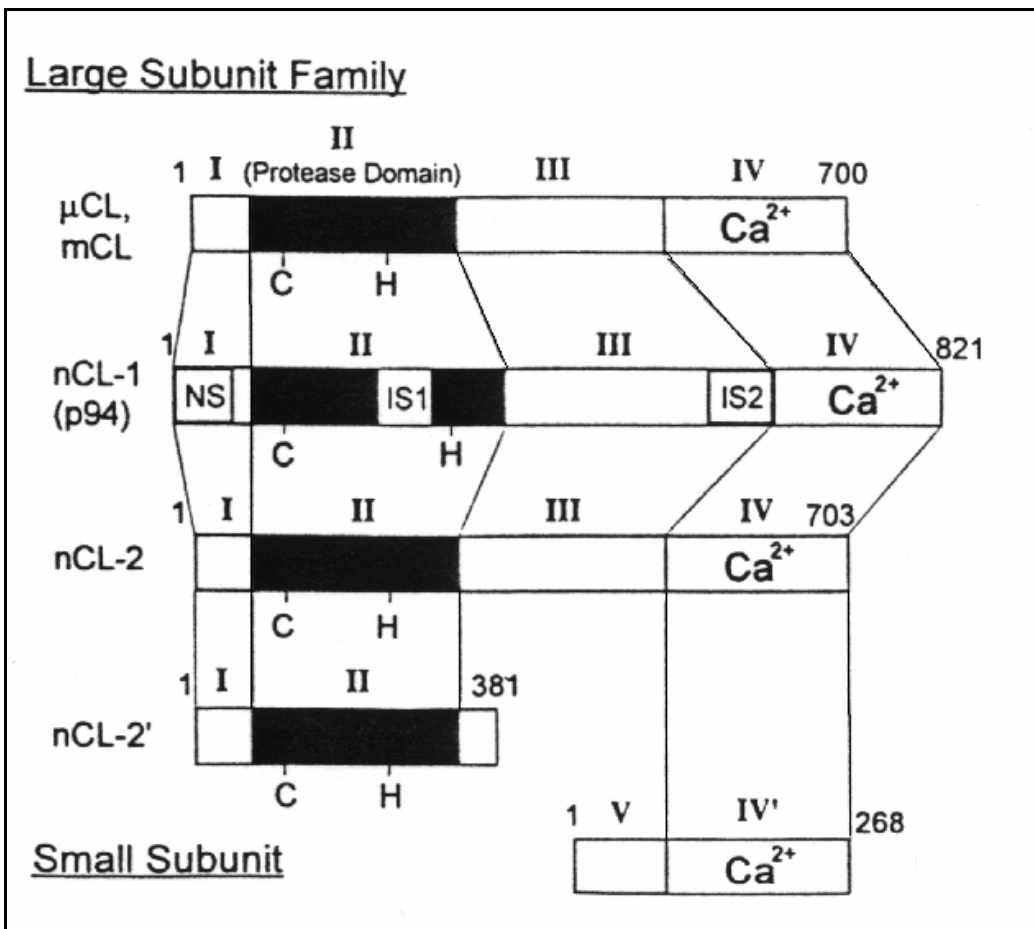 Large Subunit Family
II
1 I (Protease Domain) III IV 700
μCL,
mCL
Ca2+
C H
1 I II III IV 821
nCL-1
(p94)
NS IS1 IS2 Ca2+
C H
1 I II III IV 703
nCL-2
Ca2+
C H
1 I II 381
nCL-2'
C H
1 V IV' 268
Small Subunit
Ca2+